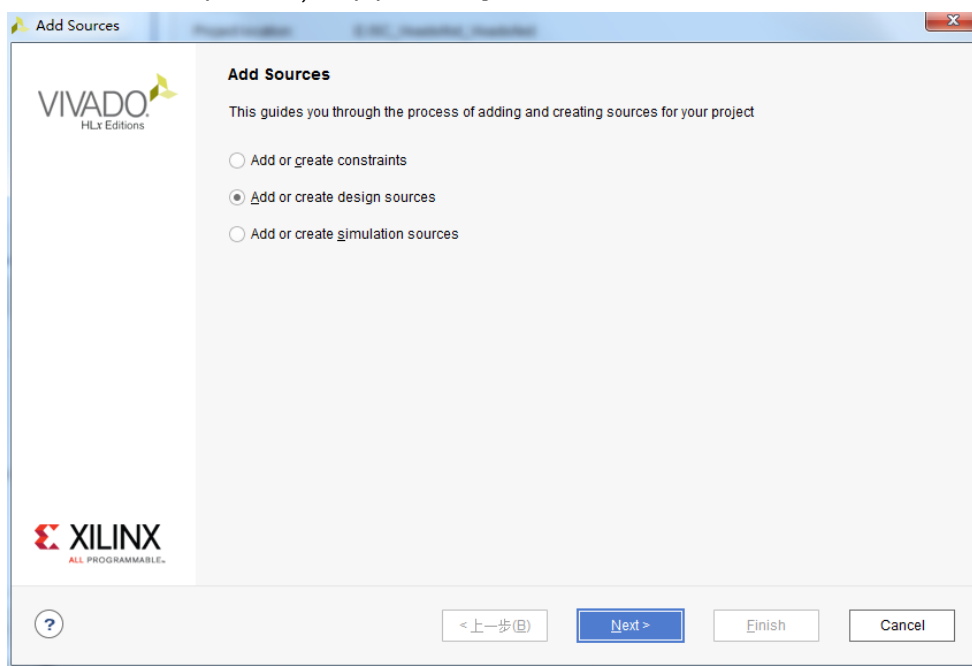 Add Sources
VIVADO.
HLx Editions
Add Sources
This guides you through the process of adding and creating sources for your project
Add or create constraints
Add or create design sources
Add or create simulation sources
XILINX
ALL PROGRAMMABLE.
?
<上一步(B)
Next >
Finish
Cancel